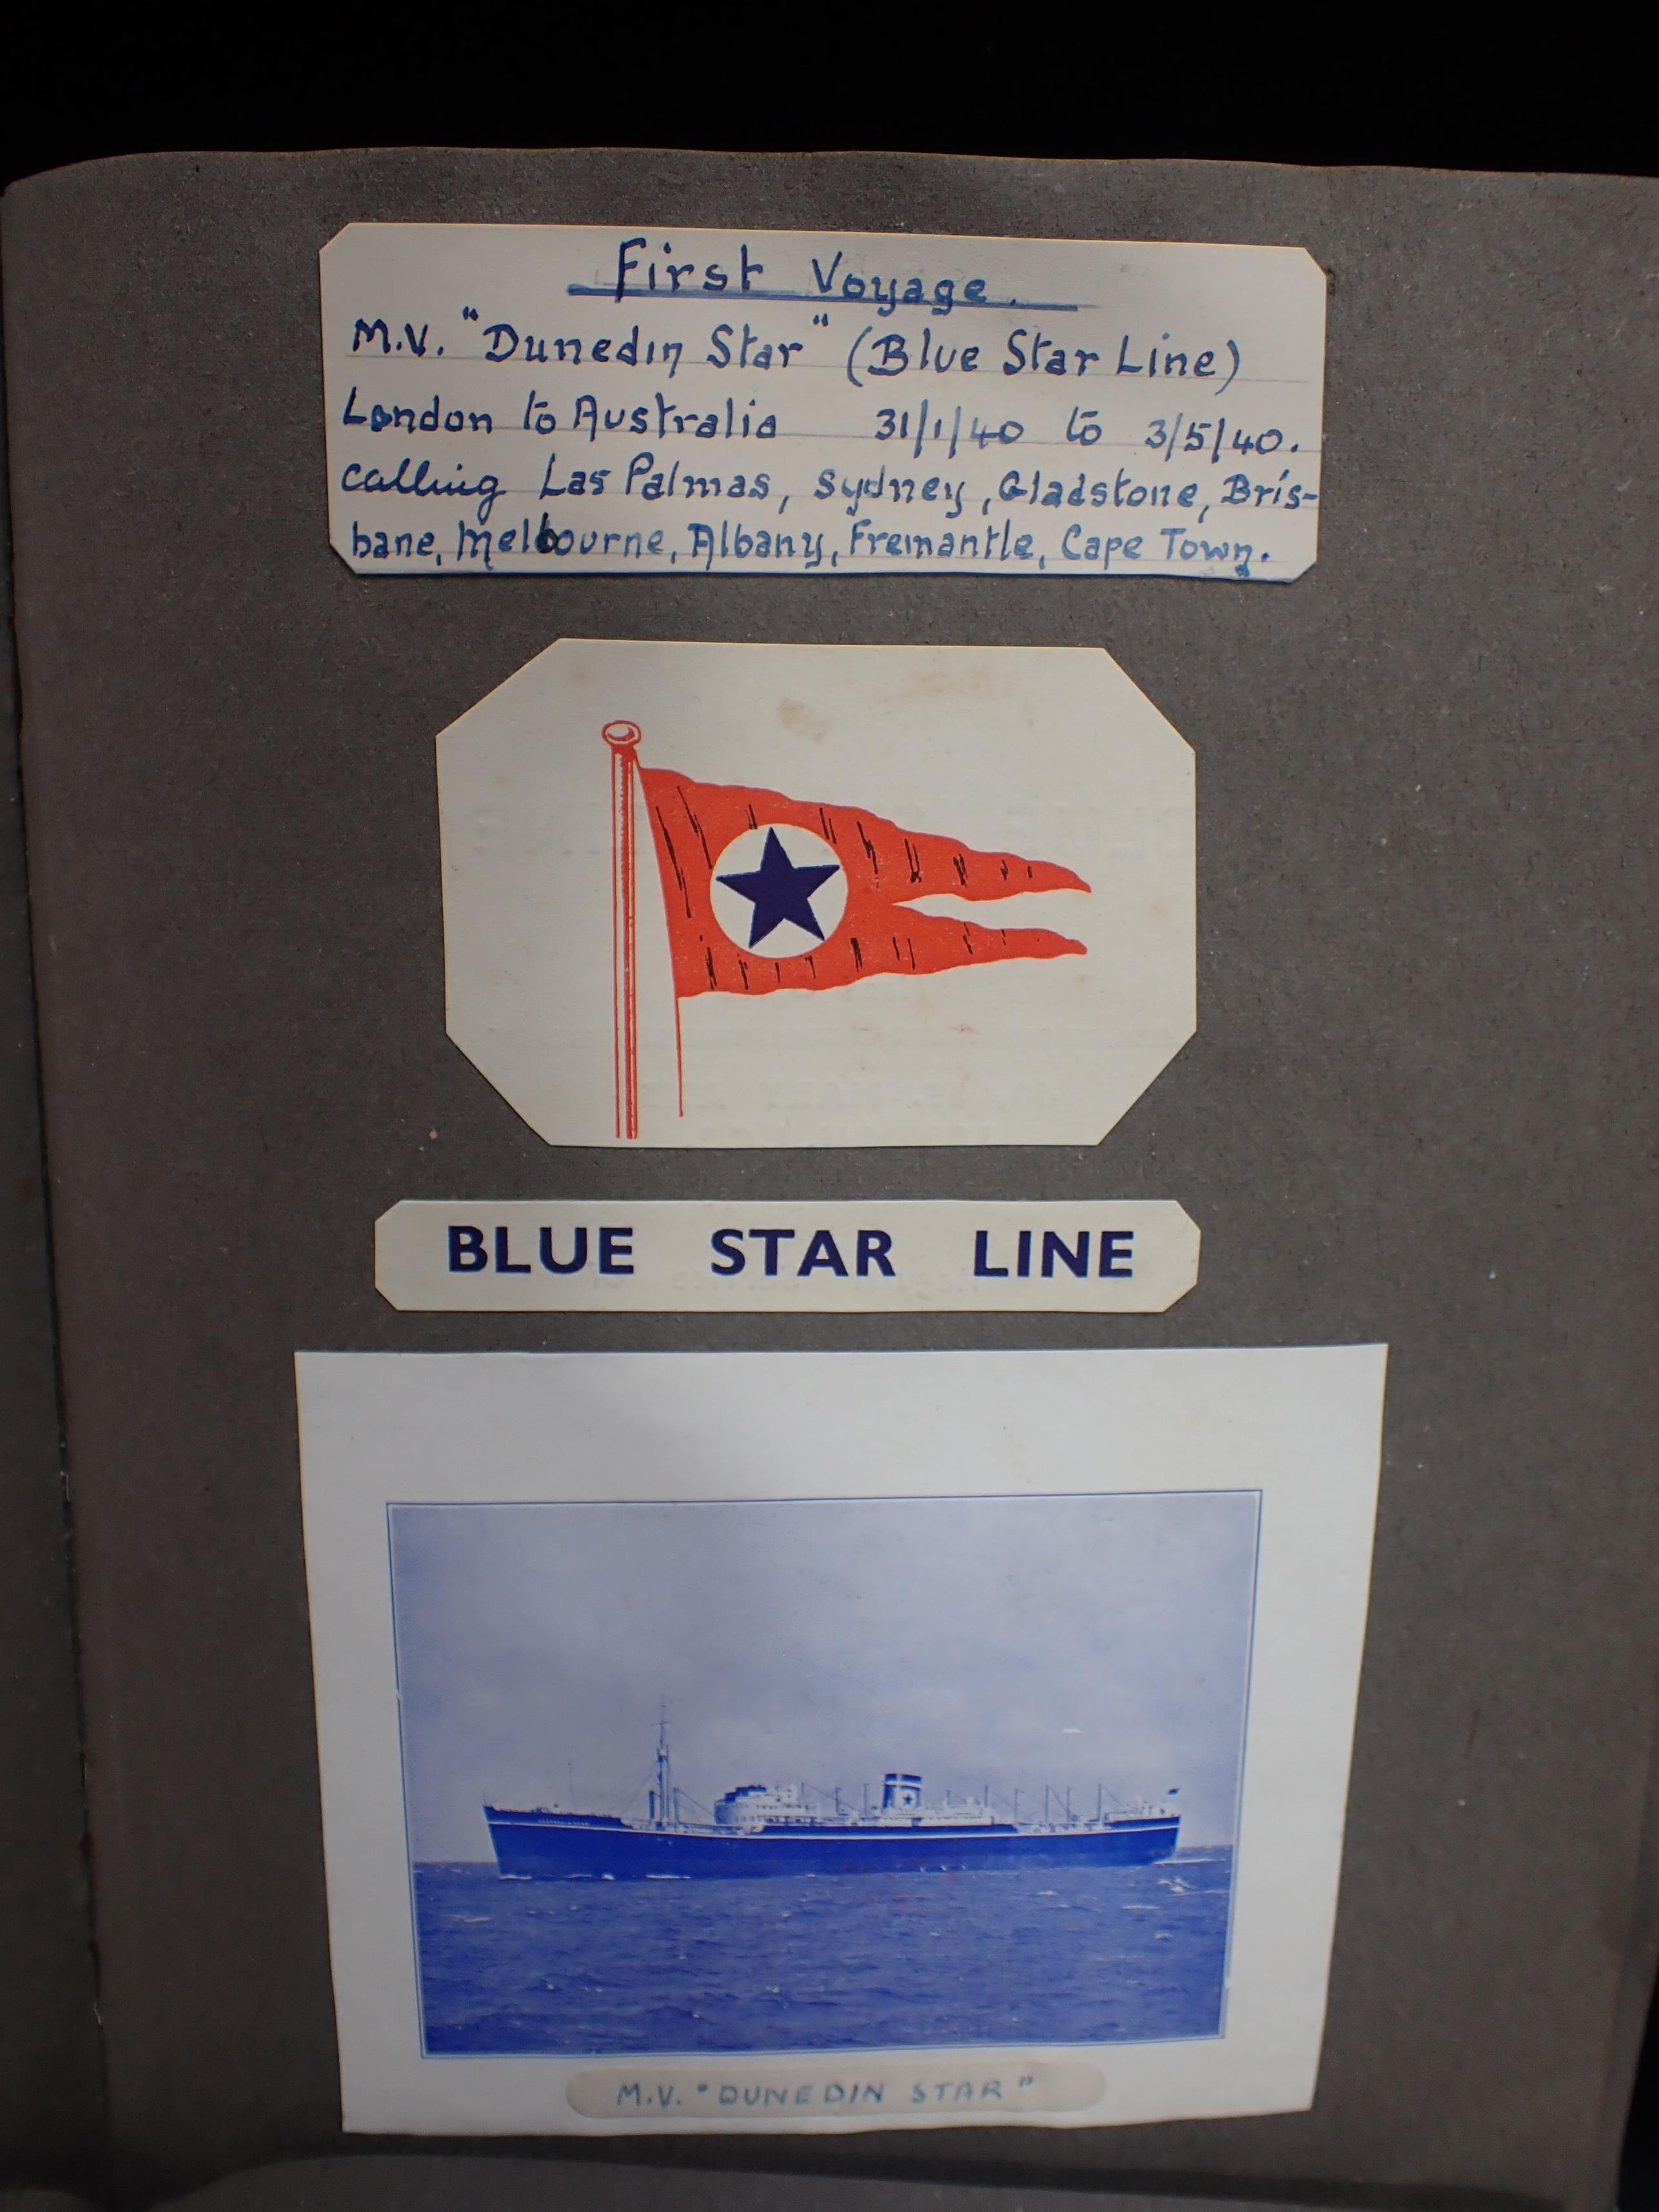 First Voyage.
M.V. "Dunedin Star" (Blue Star Line)
London to Australia 31/1/40 to 3/5/40.
calling Las Palmas, Sydney, Gladstone, Bris-
bane, Melbourne, Albany, Fremantle, Cape Town.
BLUE STAR LINE
M.V. "DUNEDIN STAR"